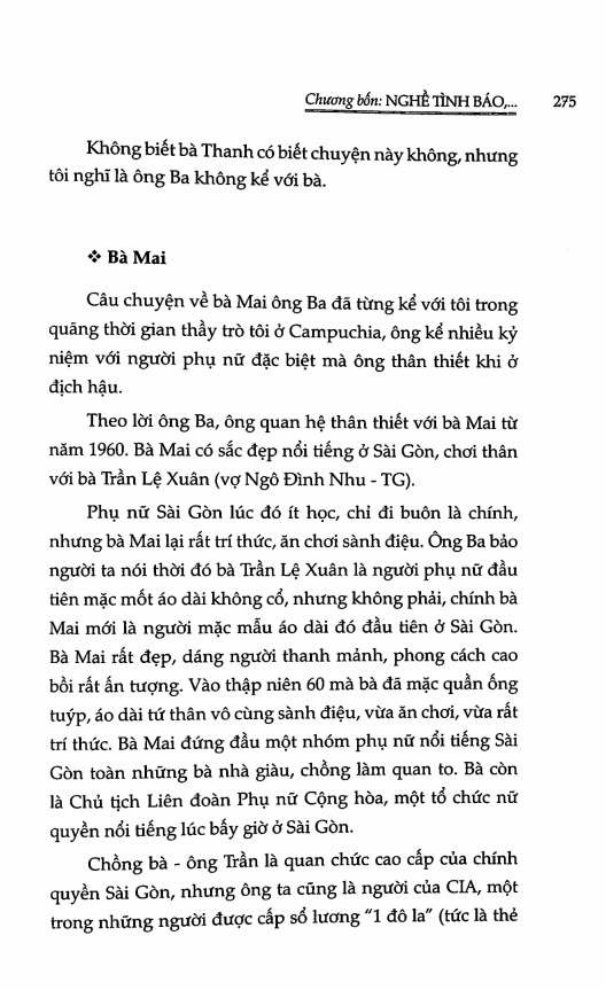 Chương bốn: NGHỀ TÌNH BÁO,... 275
Không biết bà Thanh có biết chuyện này không, nhưng
tôi nghĩ là ông Ba không kể với bà.
❖ Bà Mai
Câu chuyện về bà Mai ông Ba đã từng kể với tôi trong
quãng thời gian thầy trò tôi ở Campuchia, ông kể nhiều kỷ
niệm với người phụ nữ đặc biệt mà ông thân thiết khi ở
địch hậu.
Theo lời ông Ba, ông quan hệ thân thiết với bà Mai từ
năm 1960. Bà Mai có sắc đẹp nổi tiếng ở Sài Gòn, chơi thân
với bà Trần Lệ Xuân (vợ Ngô Đình Nhu - TG).
Phụ nữ Sài Gòn lúc đó ít học, chỉ đi buôn là chính,
nhưng bà Mai lại rất trí thức, ăn chơi sành điệu. Ông Ba bảo
người ta nói thời đó bà Trần Lệ Xuân là người phụ nữ đầu
tiên mặc mốt áo dài không cổ, nhưng không phải, chính bà
Mai mới là người mặc mẫu áo dài đó đầu tiên ở Sài Gòn.
Bà Mai rất đẹp, dáng người thanh mảnh, phong cách cao
bồi rất ấn tượng. Vào thập niên 60 mà bà đã mặc quần ống
tuýp, áo dài tứ thân vô cùng sành điệu, vừa ăn chơi, vừa rất
trí thức. Bà Mai đứng đầu một nhóm phụ nữ nổi tiếng Sài
Gòn toàn những bà nhà giàu, chồng làm quan to. Bà còn
là Chủ tịch Liên đoàn Phụ nữ Cộng hòa, một tổ chức nữ
quyền nổi tiếng lúc bấy giờ ở Sài Gòn.
Chồng bà - ông Trần là quan chức cao cấp của chính
quyền Sài Gòn, nhưng ông ta cũng là người của CIA, một
trong những người được cấp sổ lương "1 đô la" (tức là thẻ